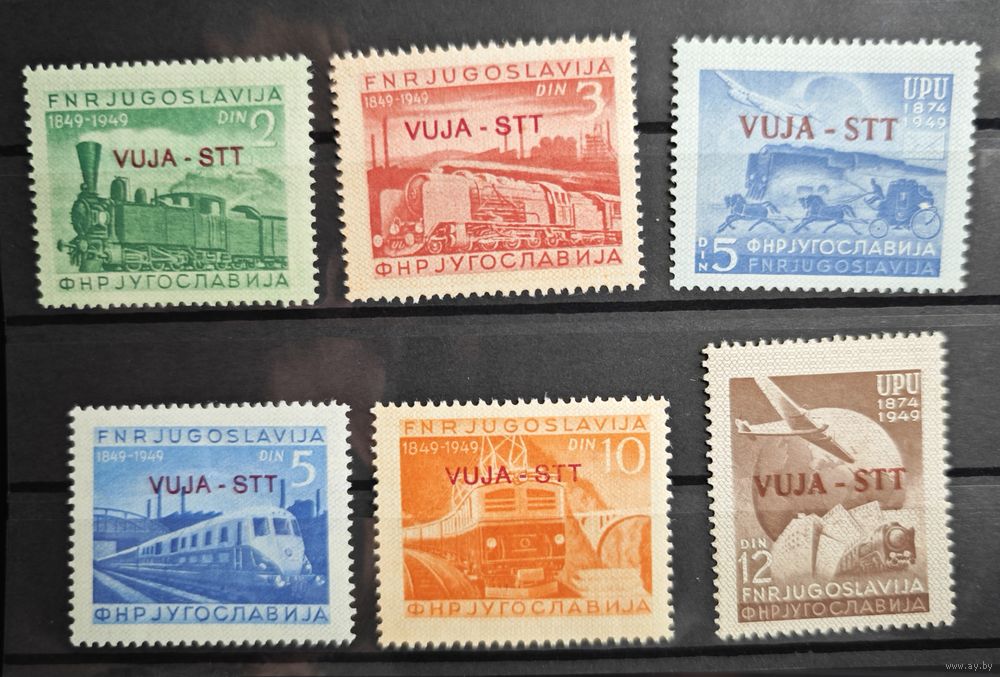 FNRJUGOSLAVIJA
1849-1949 DIN 2
VUJA - STT
ФНРЈУГОСЛАВИЈА
FNRJUGOSLAVIJA
1849-1949 DIN 3
VUJA - STT
ФНРЈУГОСЛАВИЈА
UPU
1874
1949
VUJA - STT
DIN 5
ФНРЈУГОСЛАВИЈА
FNRJUGOSLAVIJA
FNRJUGOSLAVIJA
1849-1949 DIN 5
VUJA - STT
ФНРЈУГОСЛАВИЈА
FNRJUGOSLAVIJA
1849-1949 DIN 10
VUJA - STT
ФНРЈУГОСЛАВИЈА
UPU
1874
1949
VUJA - STT
DIN
12
FNRJUGOSLAVIJA
ФНРЈУГОСЛАВИЈА
www.ay.by